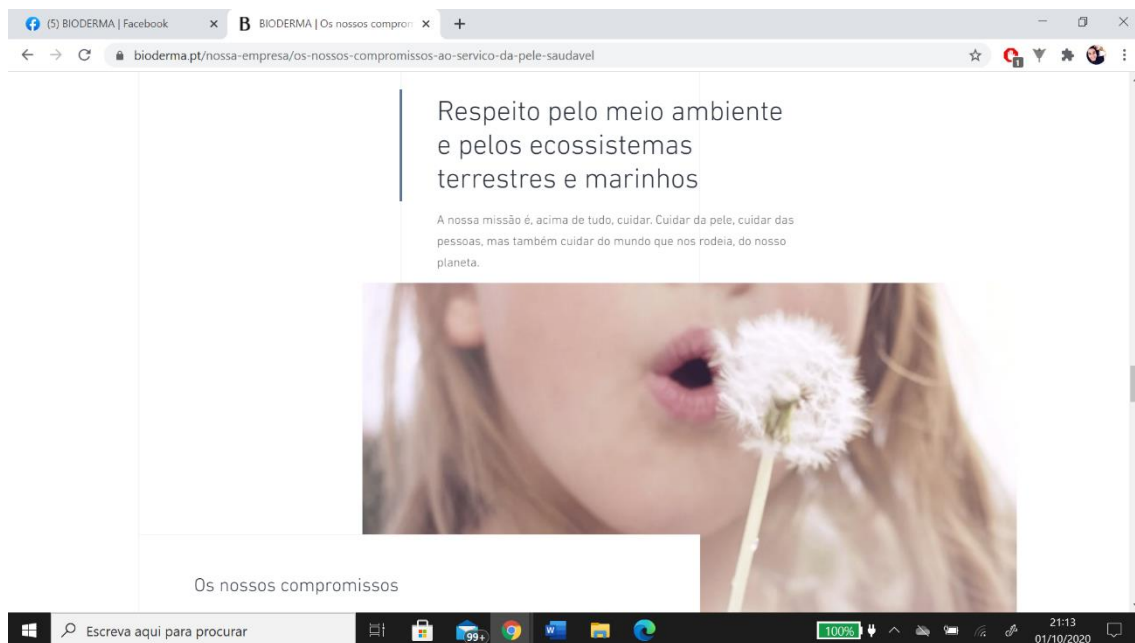 (5) BIODERMA | Facebook
B BIODERMA | Os nossos comprom
bioderma.pt/nossa-empresa/os-nossos-compromissos-ao-servico-da-pele-saudavel
1
Respeito pelo meio ambiente
e pelos ecossistemas
terrestres e marinhos
A nossa missão é, acima de tudo, cuidar. Cuidar da pele, cuidar das
pessoas, mas também cuidar do mundo que nos rodeia, do nosso
planeta.
Os nossos compromissos
Escreva aqui para procurar
99+
100%
21:13
01/10/2020